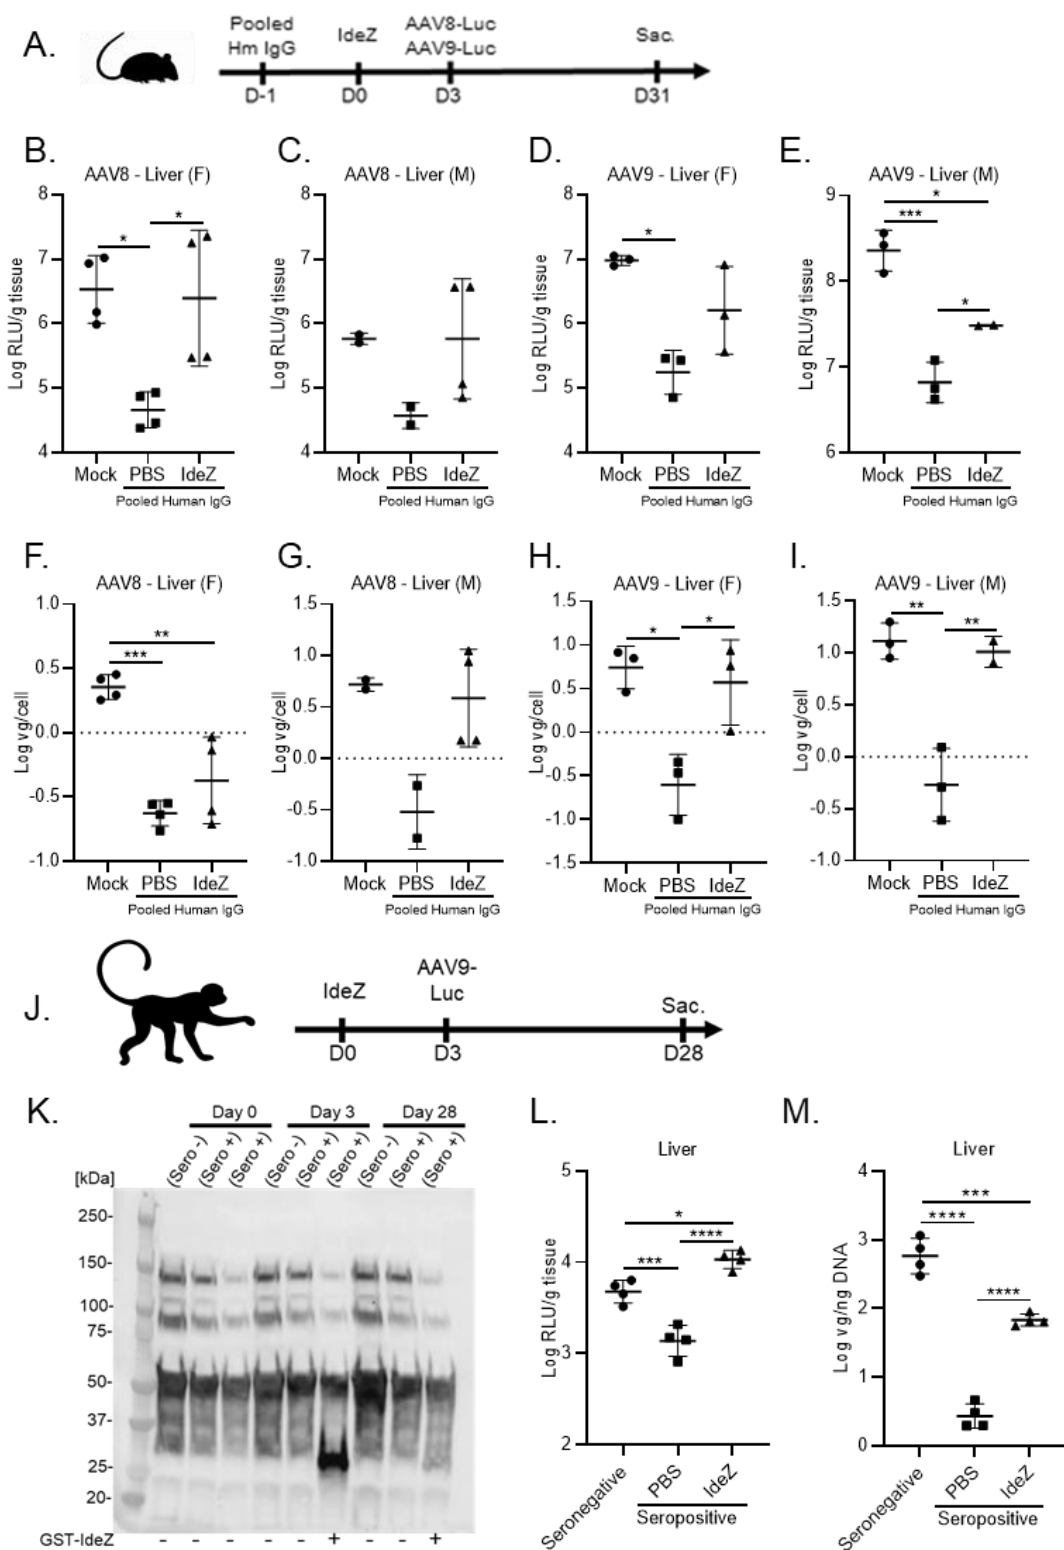 A.
Pooled
Hm IgG
IdeZ
AAV8-Luc
AAV9-Luc
Sac.
D-1
D0
D3
D31
B.
AAV8 - Liver (F)
*
*
Log RLU/g tissue
8
7
6
5
4
Mock PBS IdeZ
Pooled Human IgG
C.
AAV8 - Liver (M)
Log RLU/g tissue
8
7
6
5
4
Mock PBS IdeZ
Pooled Human IgG
D.
AAV9 - Liver (F)
*
Log RLU/g tissue
8
7
6
5
4
Mock PBS IdeZ
Pooled Human IgG
E.
AAV9 - Liver (M)
*
***
*
Log RLU/g tissue
9
8
7
6
Mock PBS IdeZ
Pooled Human IgG
F.
AAV8 - Liver (F)
**
***
Log vg/cell
1.0
0.5
0.0
-0.5
-1.0
Mock PBS IdeZ
Pooled Human IgG
G.
AAV8 - Liver (M)
Log vg/cell
1.5
1.0
0.5
0.0
-0.5
-1.0
Mock PBS IdeZ
Pooled Human IgG
H.
AAV9 - Liver (F)
*
*
Log vg/cell
1.5
1.0
0.5
0.0
-0.5
-1.0
-1.5
Mock PBS IdeZ
Pooled Human IgG
I.
AAV9 - Liver (M)
**
**
Log vg/cell
1.5
1.0
0.5
0.0
-0.5
-1.0
Mock PBS IdeZ
Pooled Human IgG
J.
IdeZ
AAV9-
Luc
Sac.
D0
D3
D28
K.
Day 0
Day 3
Day 28
(Sero -)
(Sero +)
(Sero +)
(Sero -)
(Sero +)
(Sero +)
(Sero -)
(Sero +)
(Sero +)
[kDa]
250-
150-
100-
75-
50-
37-
25-
20-
GST-IdeZ - - - - - + - - +
L.
Liver
*
****
***
Log RLU/g tissue
5
4
3
2
Seronegative
PBS
IdeZ
Seropositive
M.
Liver
***
****
****
Log vg/ng DNA
4
3
2
1
0
Seronegative
PBS
IdeZ
Seropositive